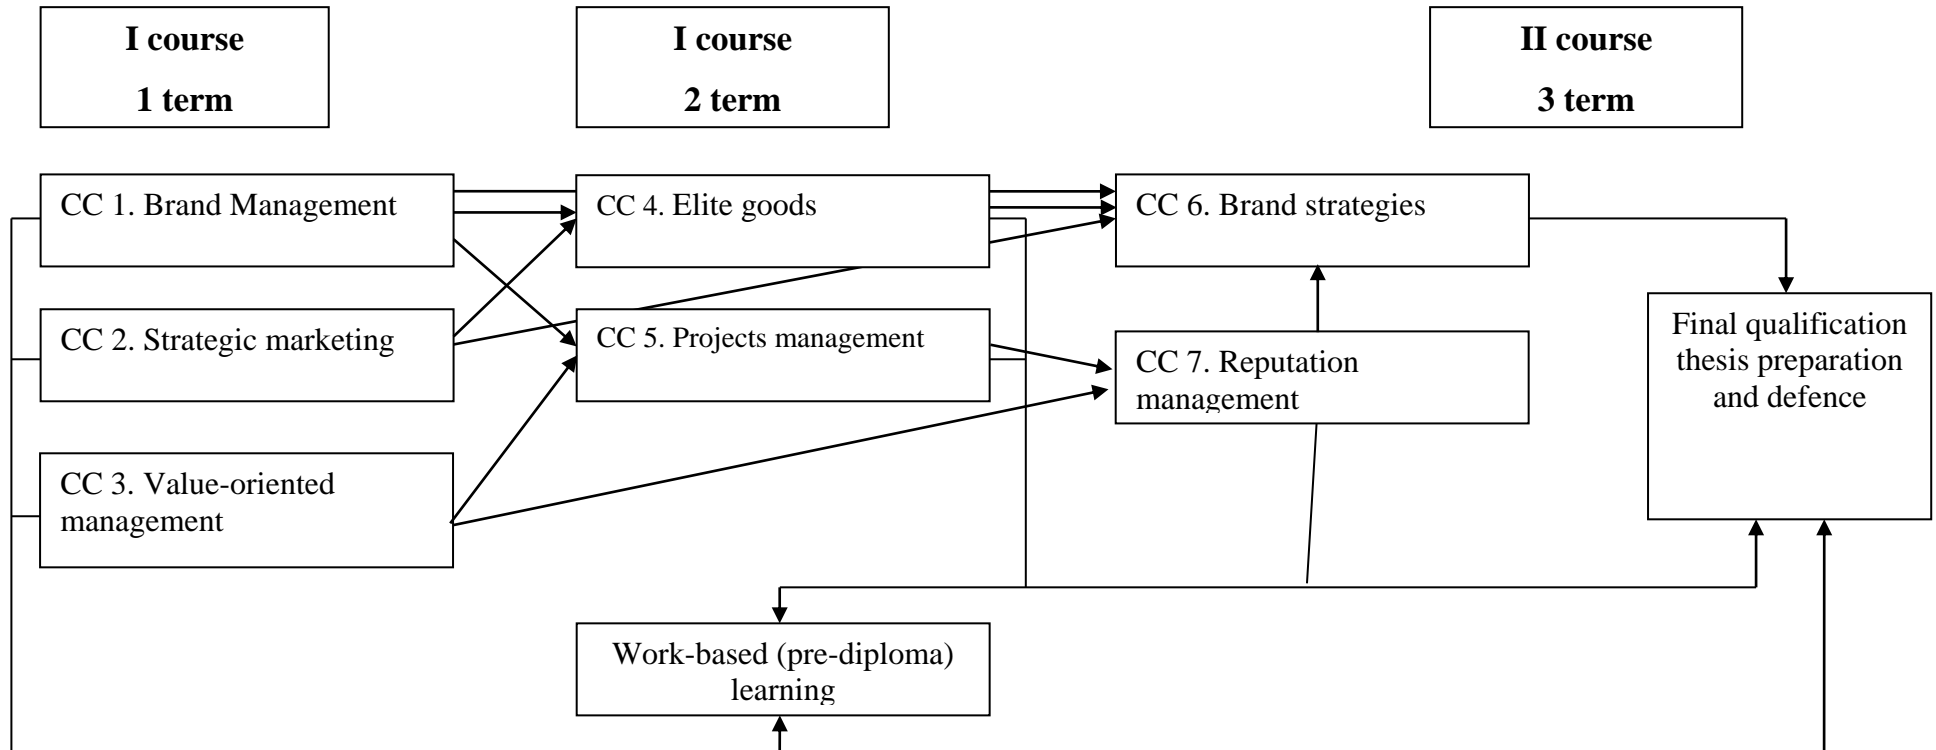 I course
1 term
I course
2 term
II course
3 term
CC 1. Brand Management
CC 4. Elite goods
CC 6. Brand strategies
CC 2. Strategic marketing
CC 5. Projects management
CC 7. Reputation
management
Final qualification
thesis preparation
and defence
CC 3. Value-oriented
management
Work-based (pre-diploma)
learning